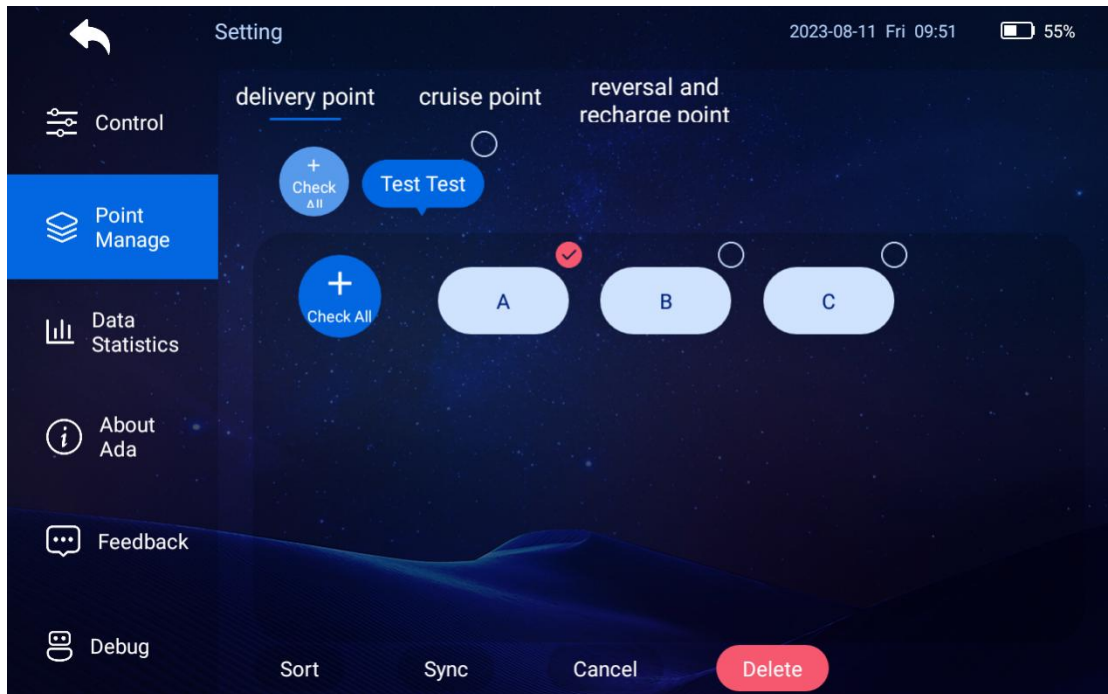 Setting
2023-08-11 Fri 09:51
55%
Control
Point
Manage
Data
Statistics
About
Ada
Feedback
Debug
delivery point
cruise point
reversal and
recharge point
+
Check
All
Test Test
+
Check All
A
B
C
Sort
Sync
Cancel
Delete